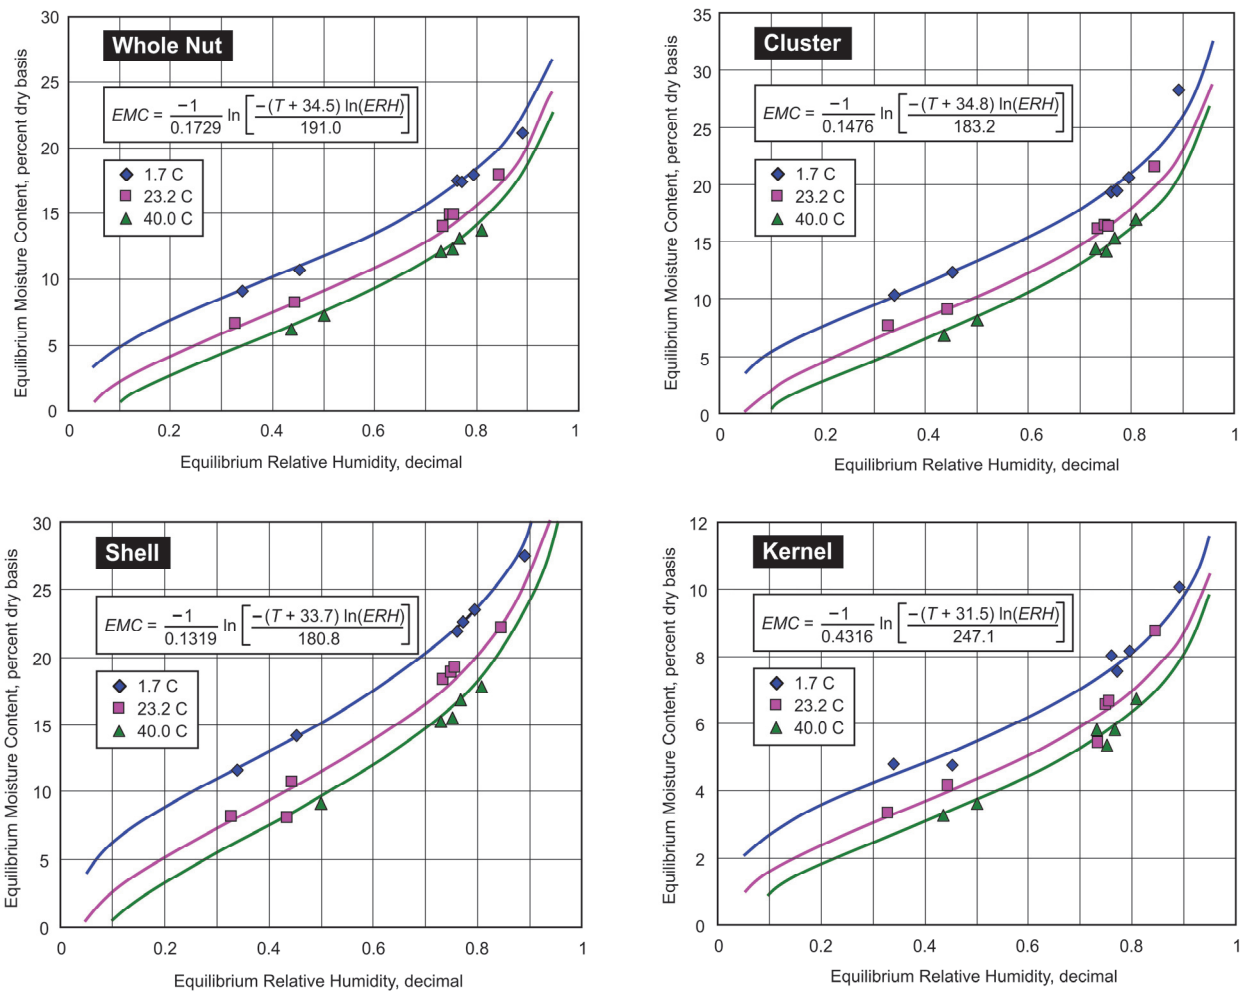 Whole Nut
EMC = −1/0.1729 ln [−(T + 34.5) ln(ERH)/191.0]
1.7 C
23.2 C
40.0 C
30
25
20
15
10
5
0
0 0.2 0.4 0.6 0.8 1
Equilibrium Moisture Content, percent dry basis
Equilibrium Relative Humidity, decimal
Cluster
EMC = −1/0.1476 ln [−(T + 34.8) ln(ERH)/183.2]
1.7 C
23.2 C
40.0 C
35
30
25
20
15
10
5
0
0 0.2 0.4 0.6 0.8 1
Equilibrium Moisture Content, percent dry basis
Equilibrium Relative Humidity, decimal
Shell
EMC = −1/0.1319 ln [−(T + 33.7) ln(ERH)/180.8]
1.7 C
23.2 C
40.0 C
30
25
20
15
10
5
0
0 0.2 0.4 0.6 0.8 1
Equilibrium Moisture Content, percent dry basis
Equilibrium Relative Humidity, decimal
Kernel
EMC = −1/0.4316 ln [−(T + 31.5) ln(ERH)/247.1]
1.7 C
23.2 C
40.0 C
12
10
8
6
4
2
0
0 0.2 0.4 0.6 0.8 1
Equilibrium Moisture Content, percent dry basis
Equilibrium Relative Humidity, decimal